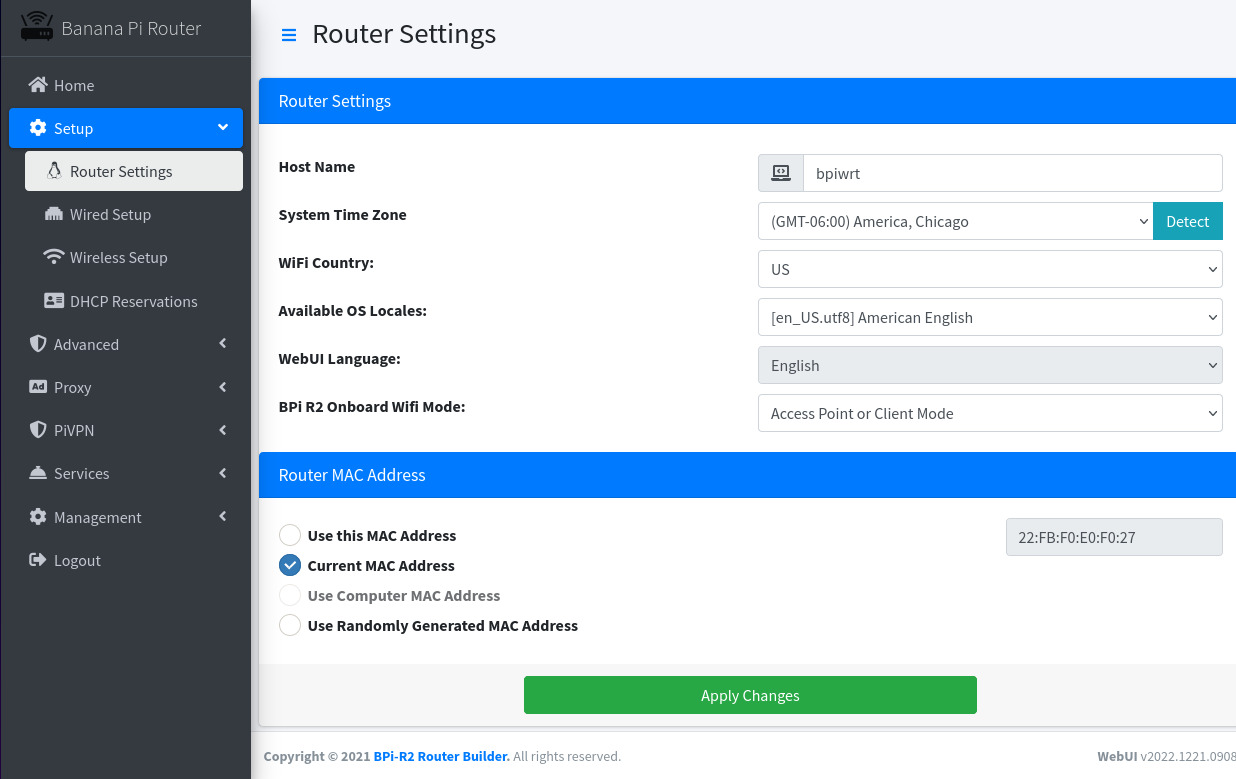 Banana Pi Router
Router Settings
Home
Setup
Router Settings
Wired Setup
Wireless Setup
DHCP Reservations
Advanced
Ad Proxy
PiVPN
Services
Management
Logout
Router Settings
Host Name bpiwrt
System Time Zone (GMT-06:00) America, Chicago Detect
WiFi Country: US
Available OS Locales: [en_US.utf8] American English
WebUI Language: English
BPi R2 Onboard Wifi Mode: Access Point or Client Mode
Router MAC Address
Use this MAC Address 22:FB:F0:E0:F0:27
Current MAC Address
Use Computer MAC Address
Use Randomly Generated MAC Address
Apply Changes
Copyright © 2021 BPi-R2 Router Builder. All rights reserved. WebUI v2022.1221.0908